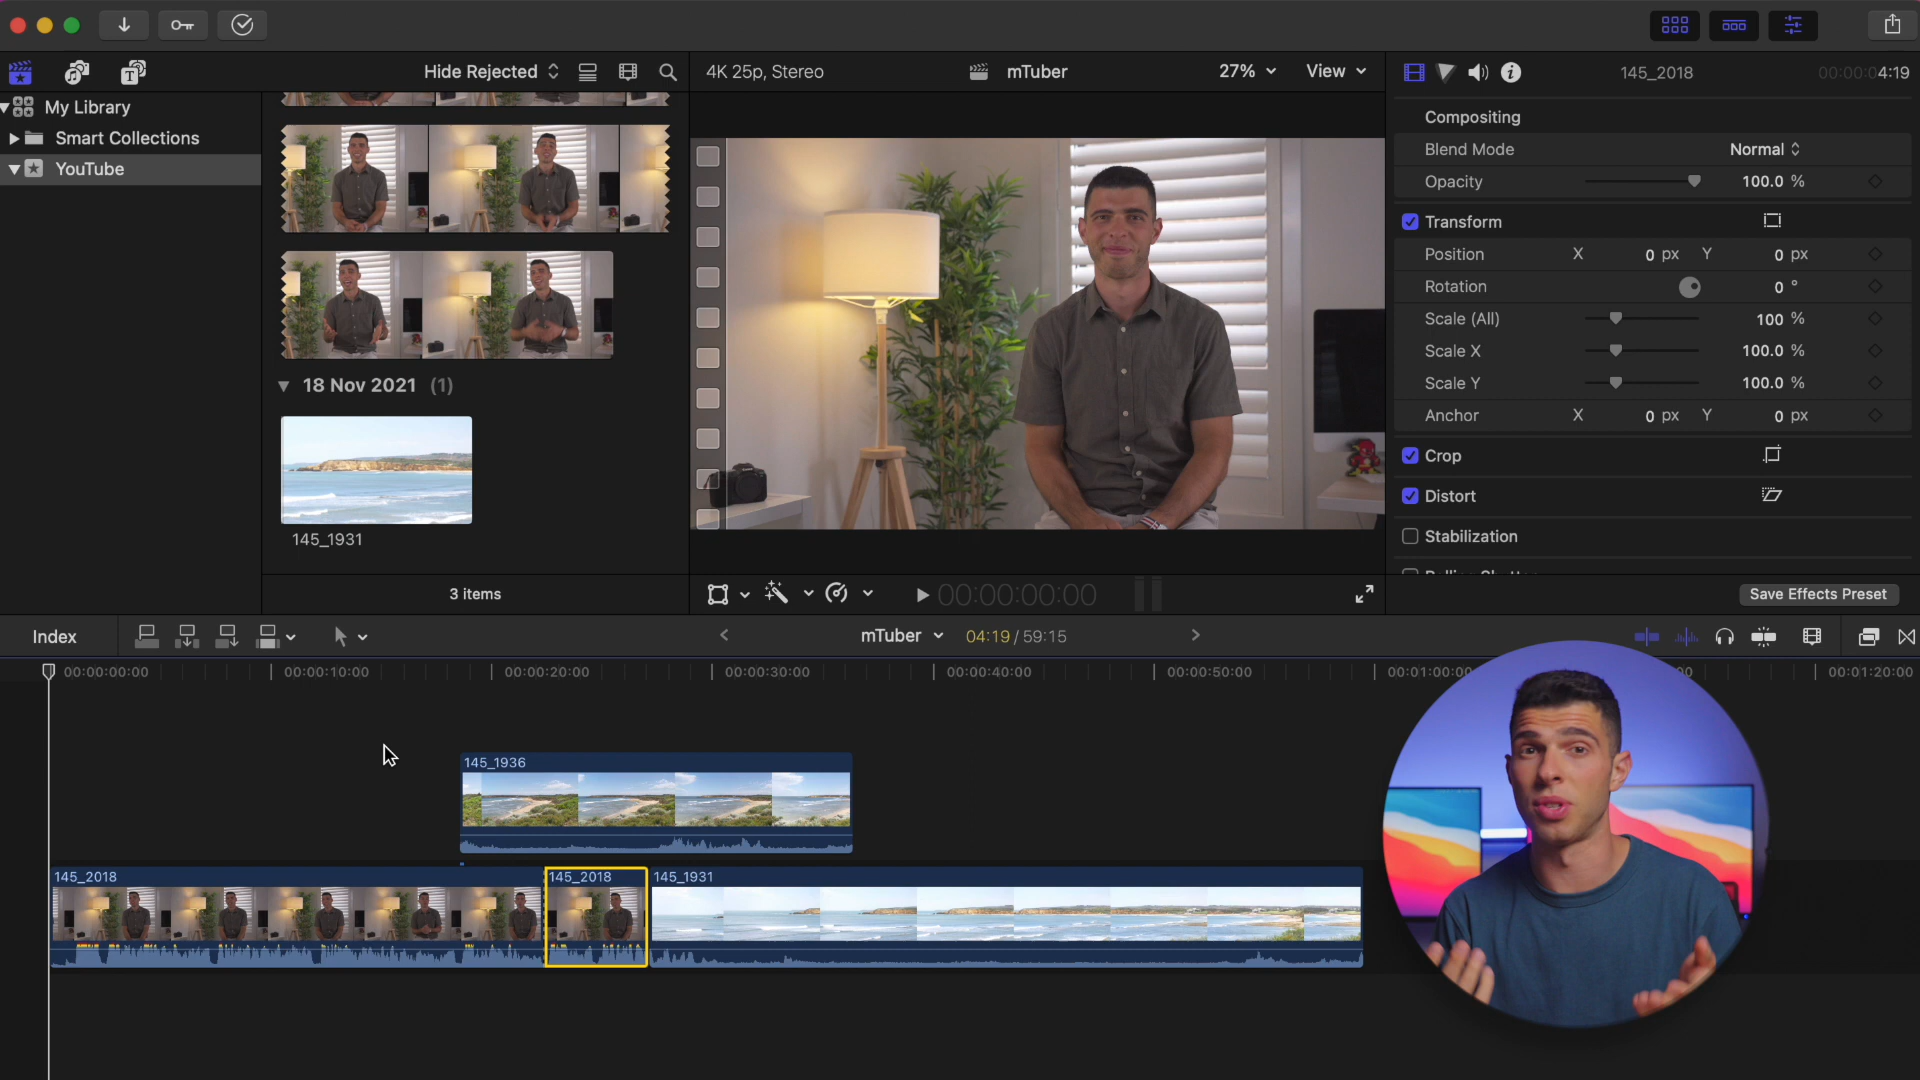 Hide Rejected
4K 25p, Stereo
mTuber
27%
View
145_2018
00:00:04:19
My Library
Smart Collections
YouTube
18 Nov 2021 (1)
145_1931
3 items
00:00:00:00
Compositing
Blend Mode
Normal
Opacity
100.0 %
Transform
Position X 0 px Y 0 px
Rotation 0 °
Scale (All) 100 %
Scale X 100.0 %
Scale Y 100.0 %
Anchor X 0 px Y 0 px
Crop
Distort
Stabilization
Save Effects Preset
Index
mTuber
04:19 / 59:15
00:00:00:00
00:00:10:00
00:00:20:00
00:00:30:00
00:00:40:00
00:00:50:00
00:01:00:00
00:01:20:00
145_1936
145_2018
145_2018
145_1931